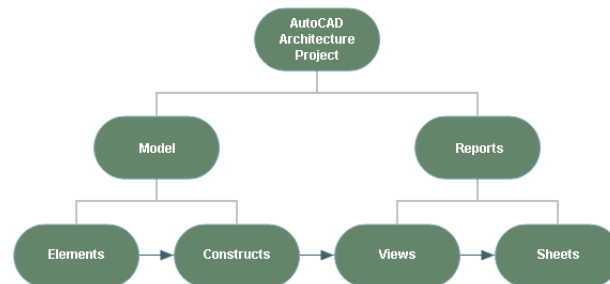 AutoCAD
Architecture
Project
Model
Reports
Elements
Constructs
Views
Sheets